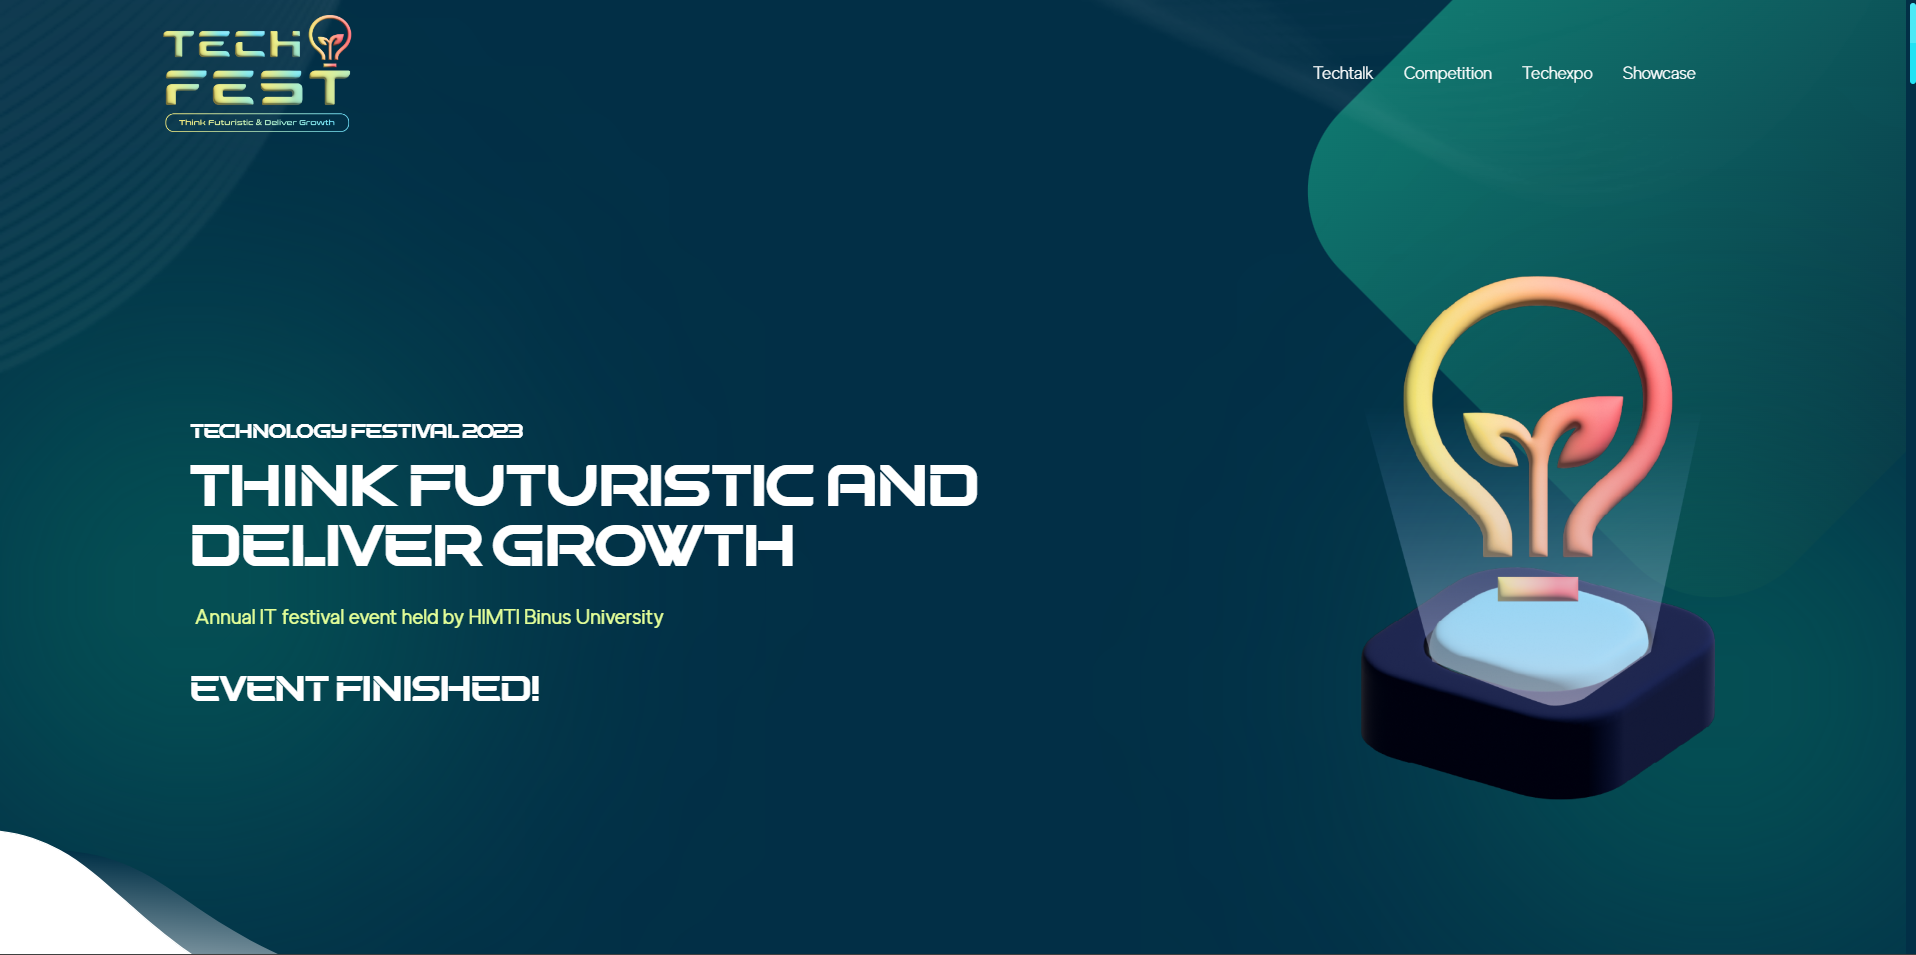 TECH
FEST
Think Futuristic & Deliver Growth
Techtalk Competition Techexpo Showcase
TECHNOLOGY FESTIVAL 2023
THINK FUTURISTIC AND
DELIVER GROWTH
Annual IT festival event held by HIMTI Binus University
EVENT FINISHED!